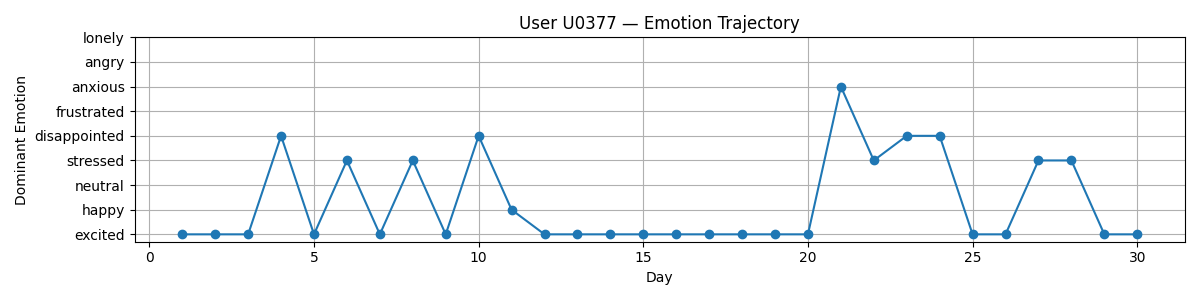 User U0377 — Emotion Trajectory
Dominant Emotion
lonely
angry
anxious
frustrated
disappointed
stressed
neutral
happy
excited
0 5 10 15 20 25 30
Day